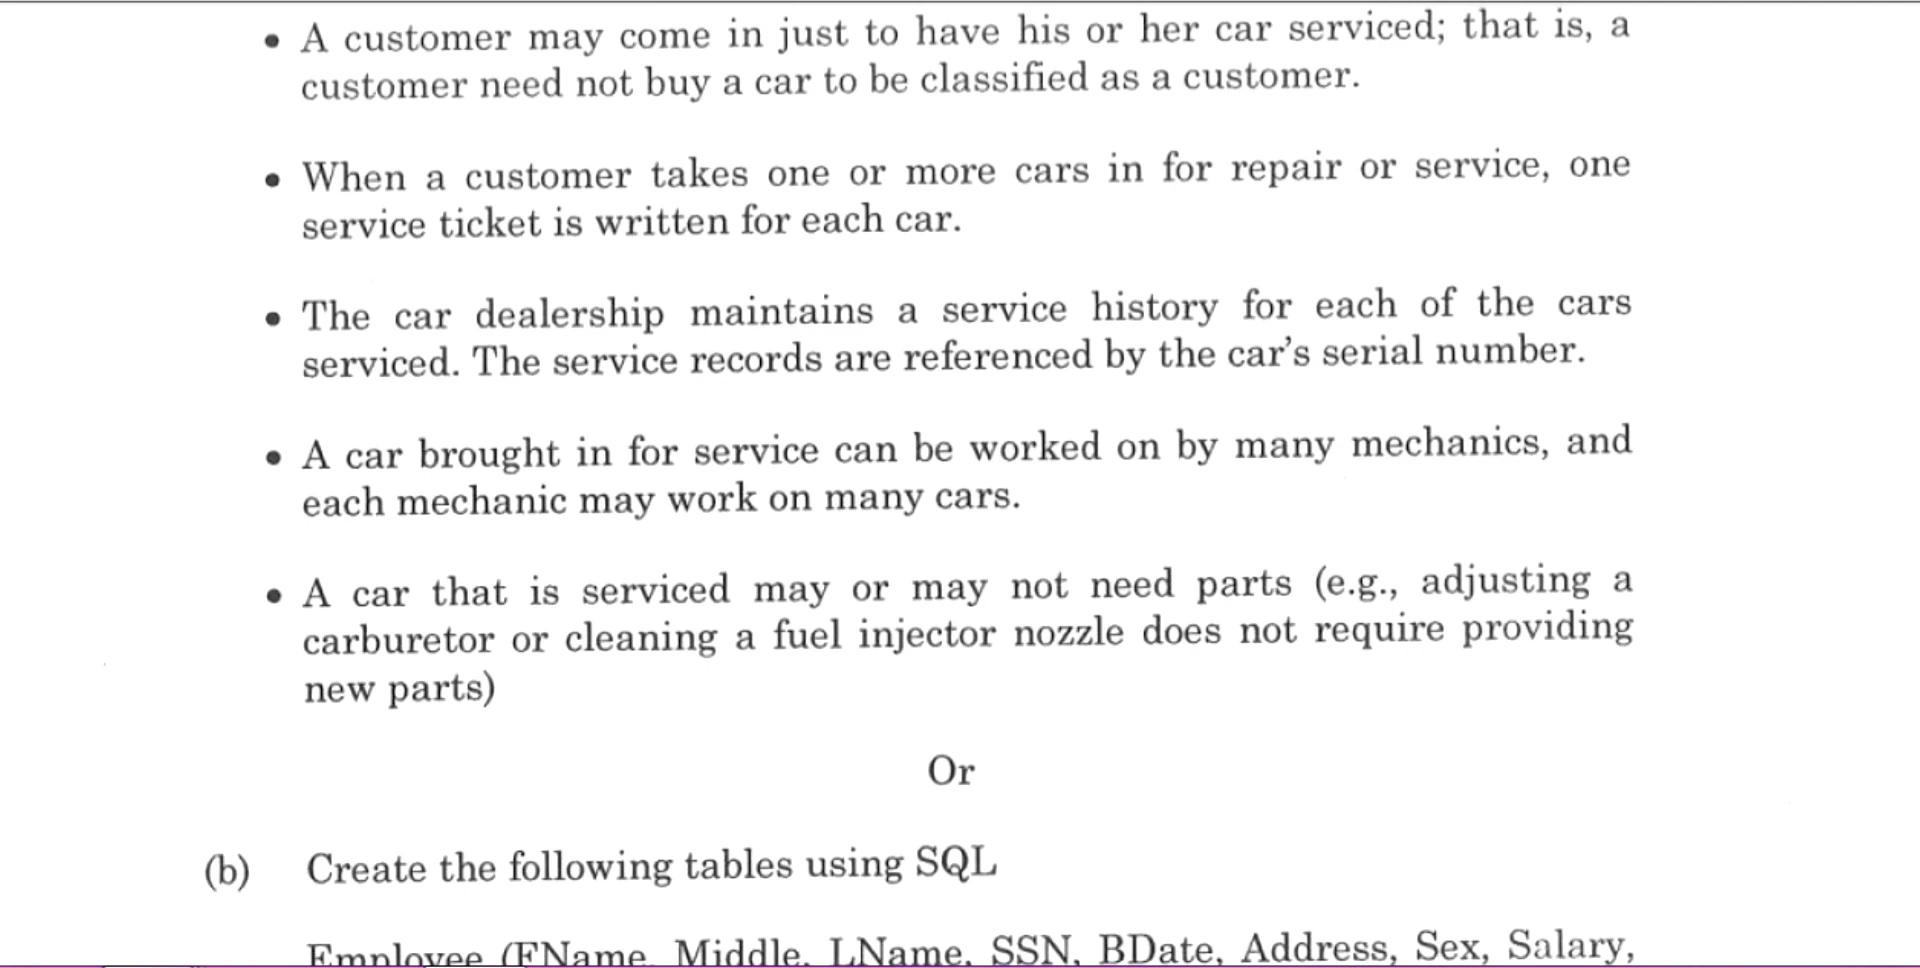 • A customer may come in just to have his or her car serviced; that is, a
customer need not buy a car to be classified as a customer.
• When a customer takes one or more cars in for repair or service, one
service ticket is written for each car.
• The car dealership maintains a service history for each of the cars
serviced. The service records are referenced by the car's serial number.
• A car brought in for service can be worked on by many mechanics, and
each mechanic may work on many cars.
• A car that is serviced may or may not need parts (e.g., adjusting a
carburetor or cleaning a fuel injector nozzle does not require providing
new parts)
Or
(b) Create the following tables using SQL
Employee (FName, Middle, LName, SSN, BDate, Address, Sex, Salary,